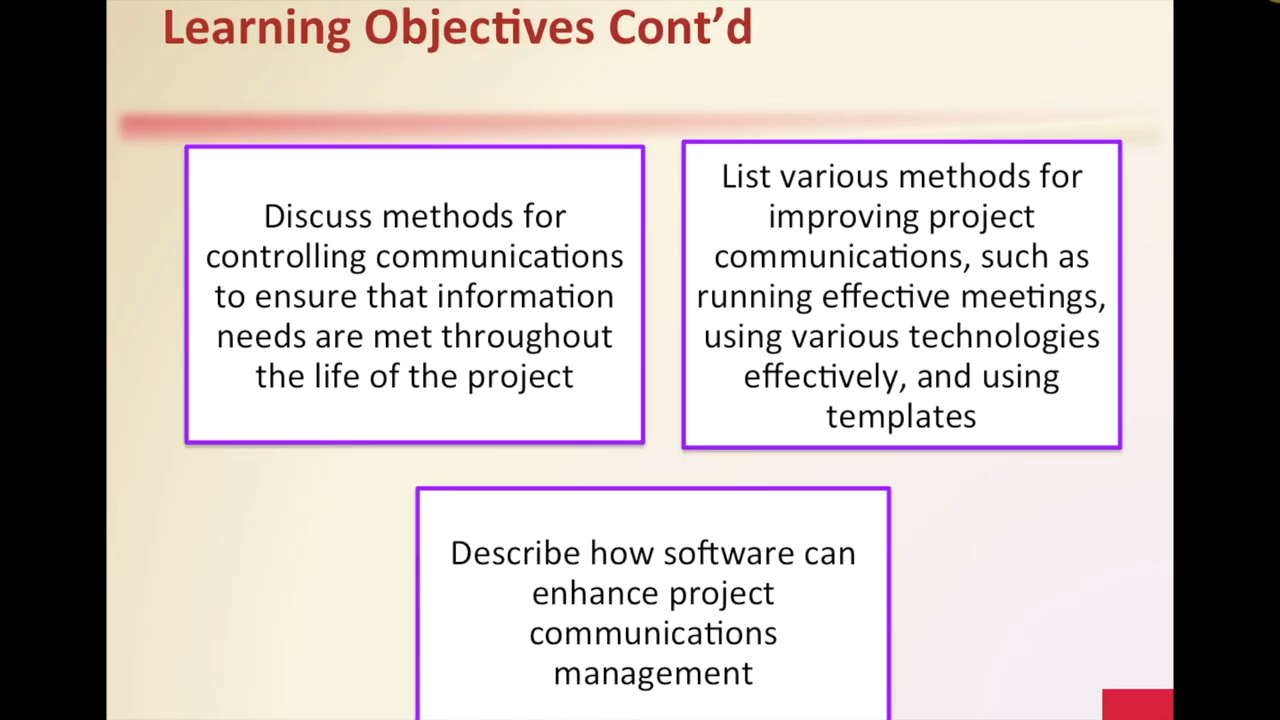 Learning Objectives Cont’d
Discuss methods for
controlling communications
to ensure that information
needs are met throughout
the life of the project
List various methods for
improving project
communications, such as
running effective meetings,
using various technologies
effectively, and using
templates
Describe how software can
enhance project
communications
management